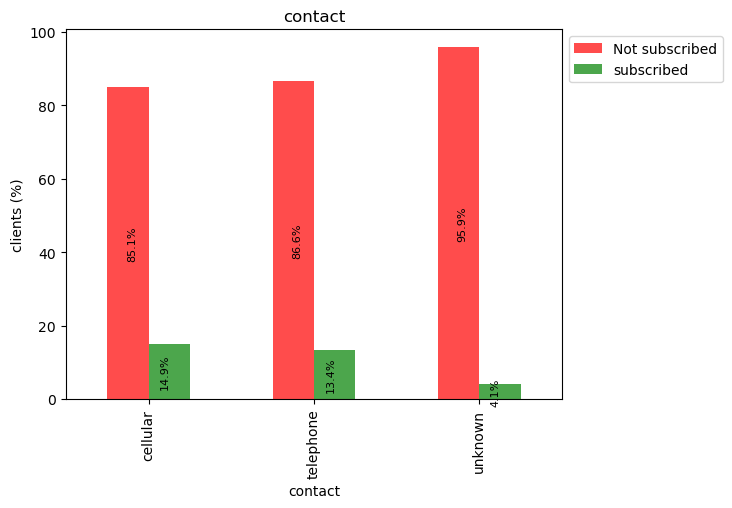 contact
100
80
60
40
20
0
clients (%)
Not subscribed
subscribed
85.1%
14.9%
86.6%
13.4%
95.9%
4.1%
cellular
telephone
unknown
contact